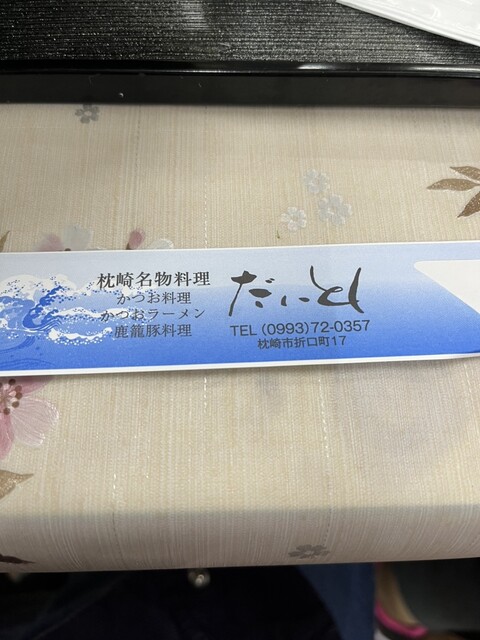 枕崎名物料理
かつお料理
かつおラーメン
鹿籠豚料理
だいとく
TEL (0993)72-0357
枕崎市折口町17